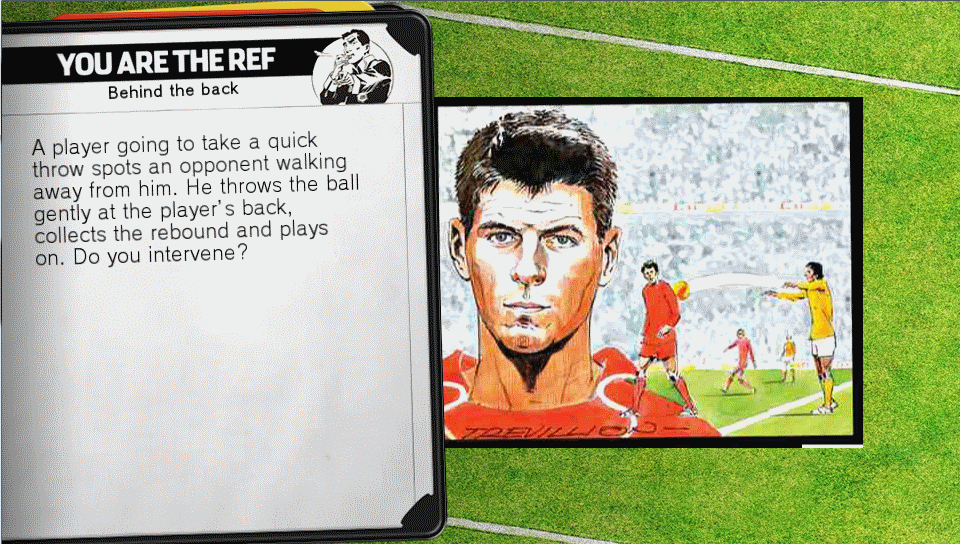 YOU ARE THE REF
Behind the back
A player going to take a quick
throw spots an opponent walking
away from him. He throws the ball
gently at the player's back,
collects the rebound and plays
on. Do you intervene?
TREVILLION